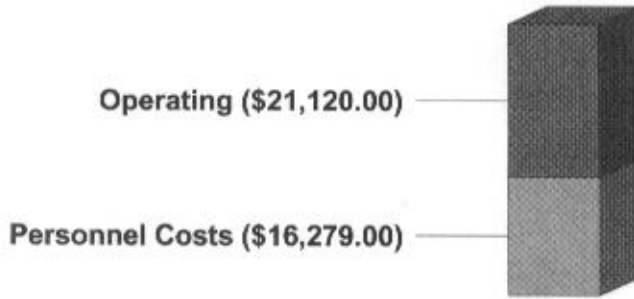 Operating ($21,120.00)
Personnel Costs ($16,279.00)